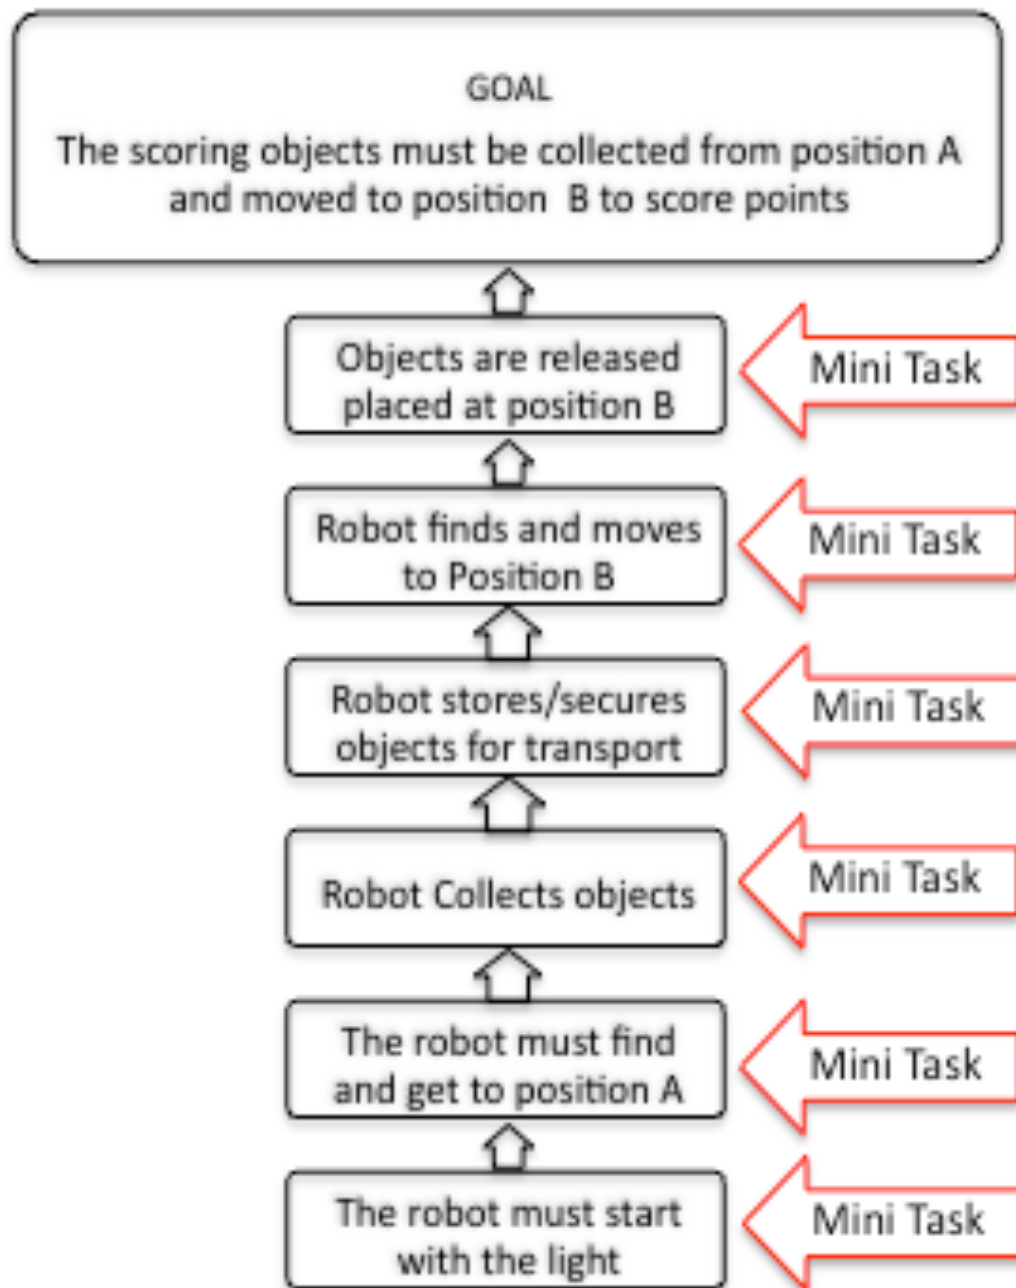 GOAL
The scoring objects must be collected from position A
and moved to position B to score points
Objects are released
placed at position B
Mini Task
Robot finds and moves
to Position B
Mini Task
Robot stores/secures
objects for transport
Mini Task
Robot Collects objects
Mini Task
The robot must find
and get to position A
Mini Task
The robot must start
with the light
Mini Task